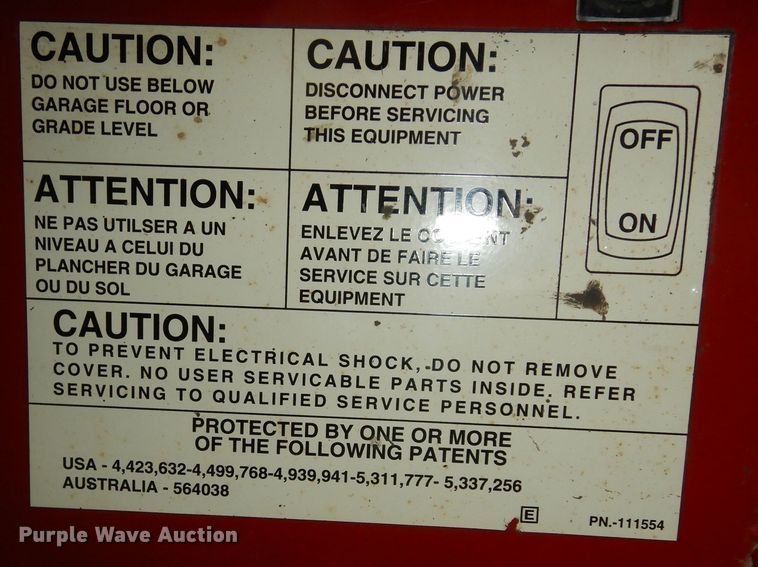 CAUTION:
DO NOT USE BELOW
GARAGE FLOOR OR
GRADE LEVEL
CAUTION:
DISCONNECT POWER
BEFORE SERVICING
THIS EQUIPMENT
OFF
ON
ATTENTION:
NE PAS UTILSER A UN
NIVEAU A CELUI DU
PLANCHER DU GARAGE
OU DU SOL
ATTENTION:
ENLEVEZ LE
AVANT DE FAIRE LE
SERVICE SUR CETTE
EQUIPMENT
CAUTION:
TO PREVENT ELECTRICAL SHOCK, DO NOT REMOVE
COVER. NO USER SERVICABLE PARTS INSIDE. REFER
SERVICING TO QUALIFIED SERVICE PERSONNEL.
PROTECTED BY ONE OR MORE
OF THE FOLLOWING PATENTS
USA - 4,423,632-4,499,768-4,939,941-5,311,777- 5,337,256
AUSTRALIA - 564038
E
PN.-111554
Purple Wave Auction